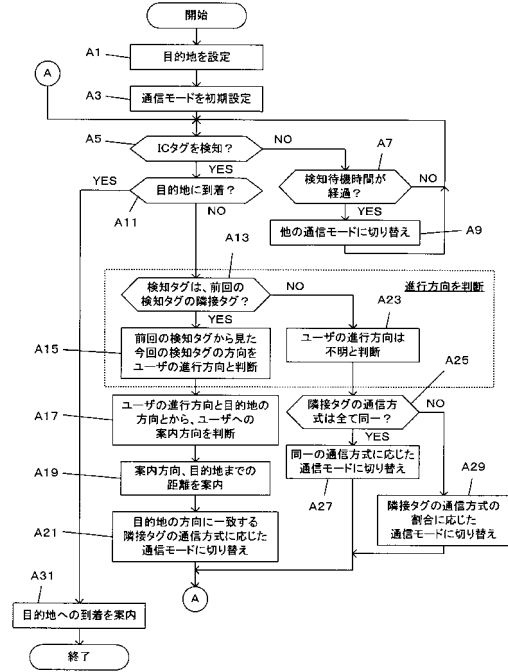 開始
A1
目的地を設定
A
A3
通信モードを初期設定
A5
ICタグを検知？
NO
A7
YES
検知待機時間が
経過？
NO
YES
目的地に到着？
A11
NO
YES
他の通信モードに切り替え
A9
A13
進行方向を判断
検知タグは、前回の
検知タグの隣接タグ？
NO
A23
YES
A15
前回の検知タグから見た
今回の検知タグの方向を
ユーザの進行方向と判断
ユーザの進行方向は
不明と判断
A25
A17
ユーザの進行方向と目的地の
方向とから、ユーザへの
案内方向を判断
隣接タグの通信方
式は全て同一？
NO
YES
A19
案内方向、目的地までの
距離を案内
同一の通信方式に応じた
通信モードに切り替え
A27
A29
A21
目的地の方向に一致する
隣接タグの通信方式に応じた
通信モードに切り替え
隣接タグの通信方式の
割合に応じた
通信モードに切り替え
A
A31
目的地への到着を案内
終了